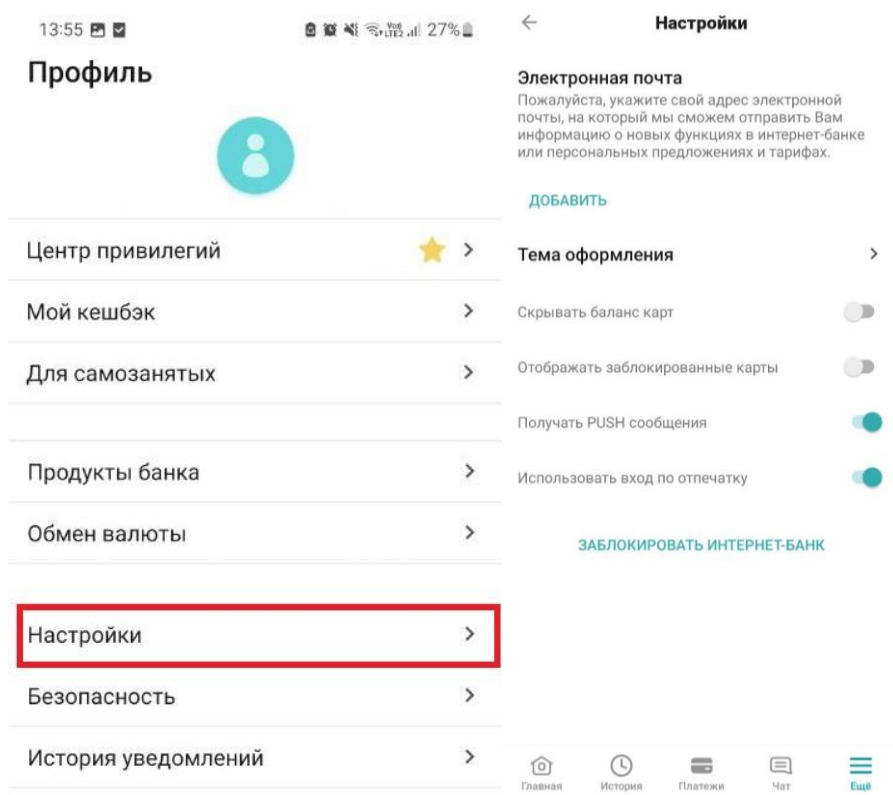 13:55
Vo))
LTE2
27%
Профиль
Центр привилегий
Мой кешбэк
Для самозанятых
Продукты банка
Обмен валюты
Настройки
Безопасность
История уведомлений
Настройки
Электронная почта
Пожалуйста, укажите свой адрес электронной
почты, на который мы сможем отправить Вам
информацию о новых функциях в интернет-банке
или персональных предложениях и тарифах.
ДОБАВИТЬ
Тема оформления
Скрывать баланс карт
Отображать заблокированные карты
Получать PUSH сообщения
Использовать вход по отпечатку
ЗАБЛОКИРОВАТЬ ИНТЕРНЕТ-БАНК
Главная
История
Платежи
Чат
Ещё